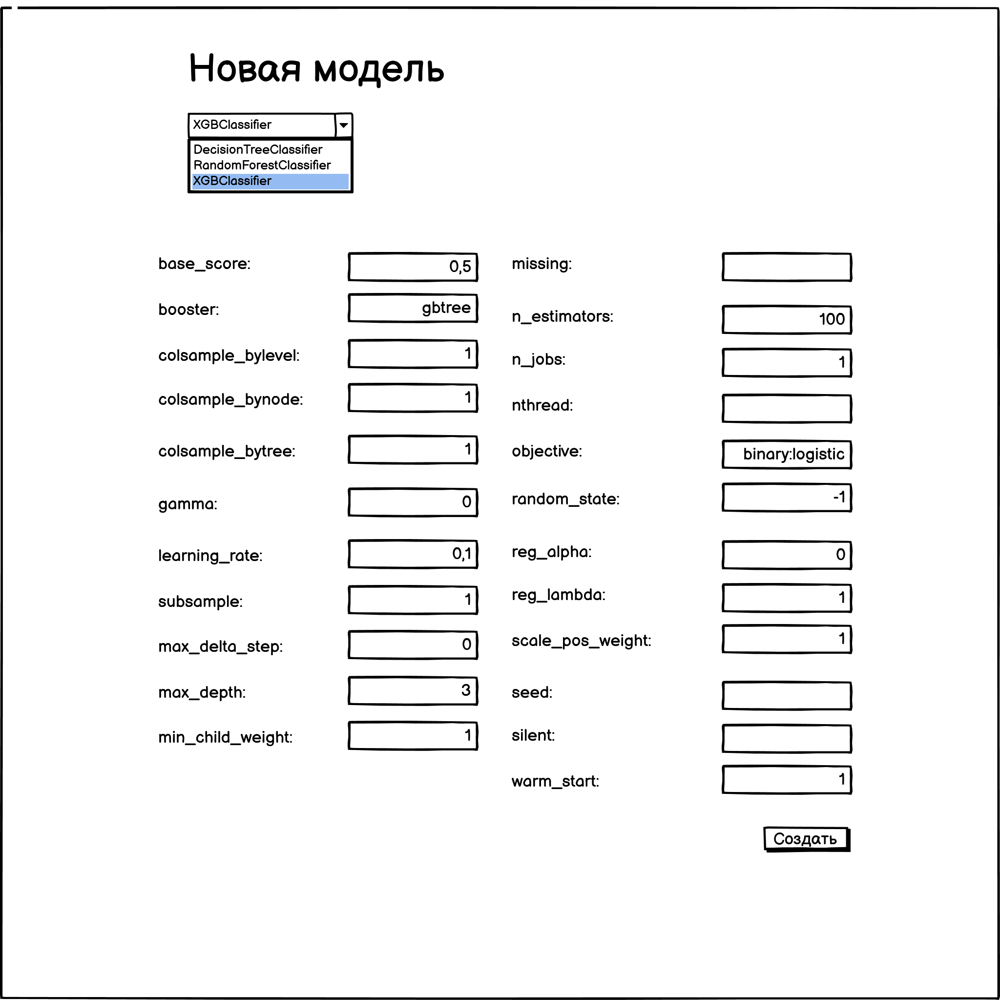 Новая модель
XGBClassifier
DecisionTreeClassifier
RandomForestClassifier
XGBClassifier
base_score: 0,5
booster: gbtree
colsample_bylevel: 1
colsample_bynode: 1
colsample_bytree: 1
gamma: 0
learning_rate: 0,1
subsample: 1
max_delta_step: 0
max_depth: 3
min_child_weight: 1
missing:
n_estimators: 100
n_jobs: 1
nthread:
objective: binary:logistic
random_state: -1
reg_alpha: 0
reg_lambda: 1
scale_pos_weight: 1
seed:
silent:
warm_start: 1
Создать